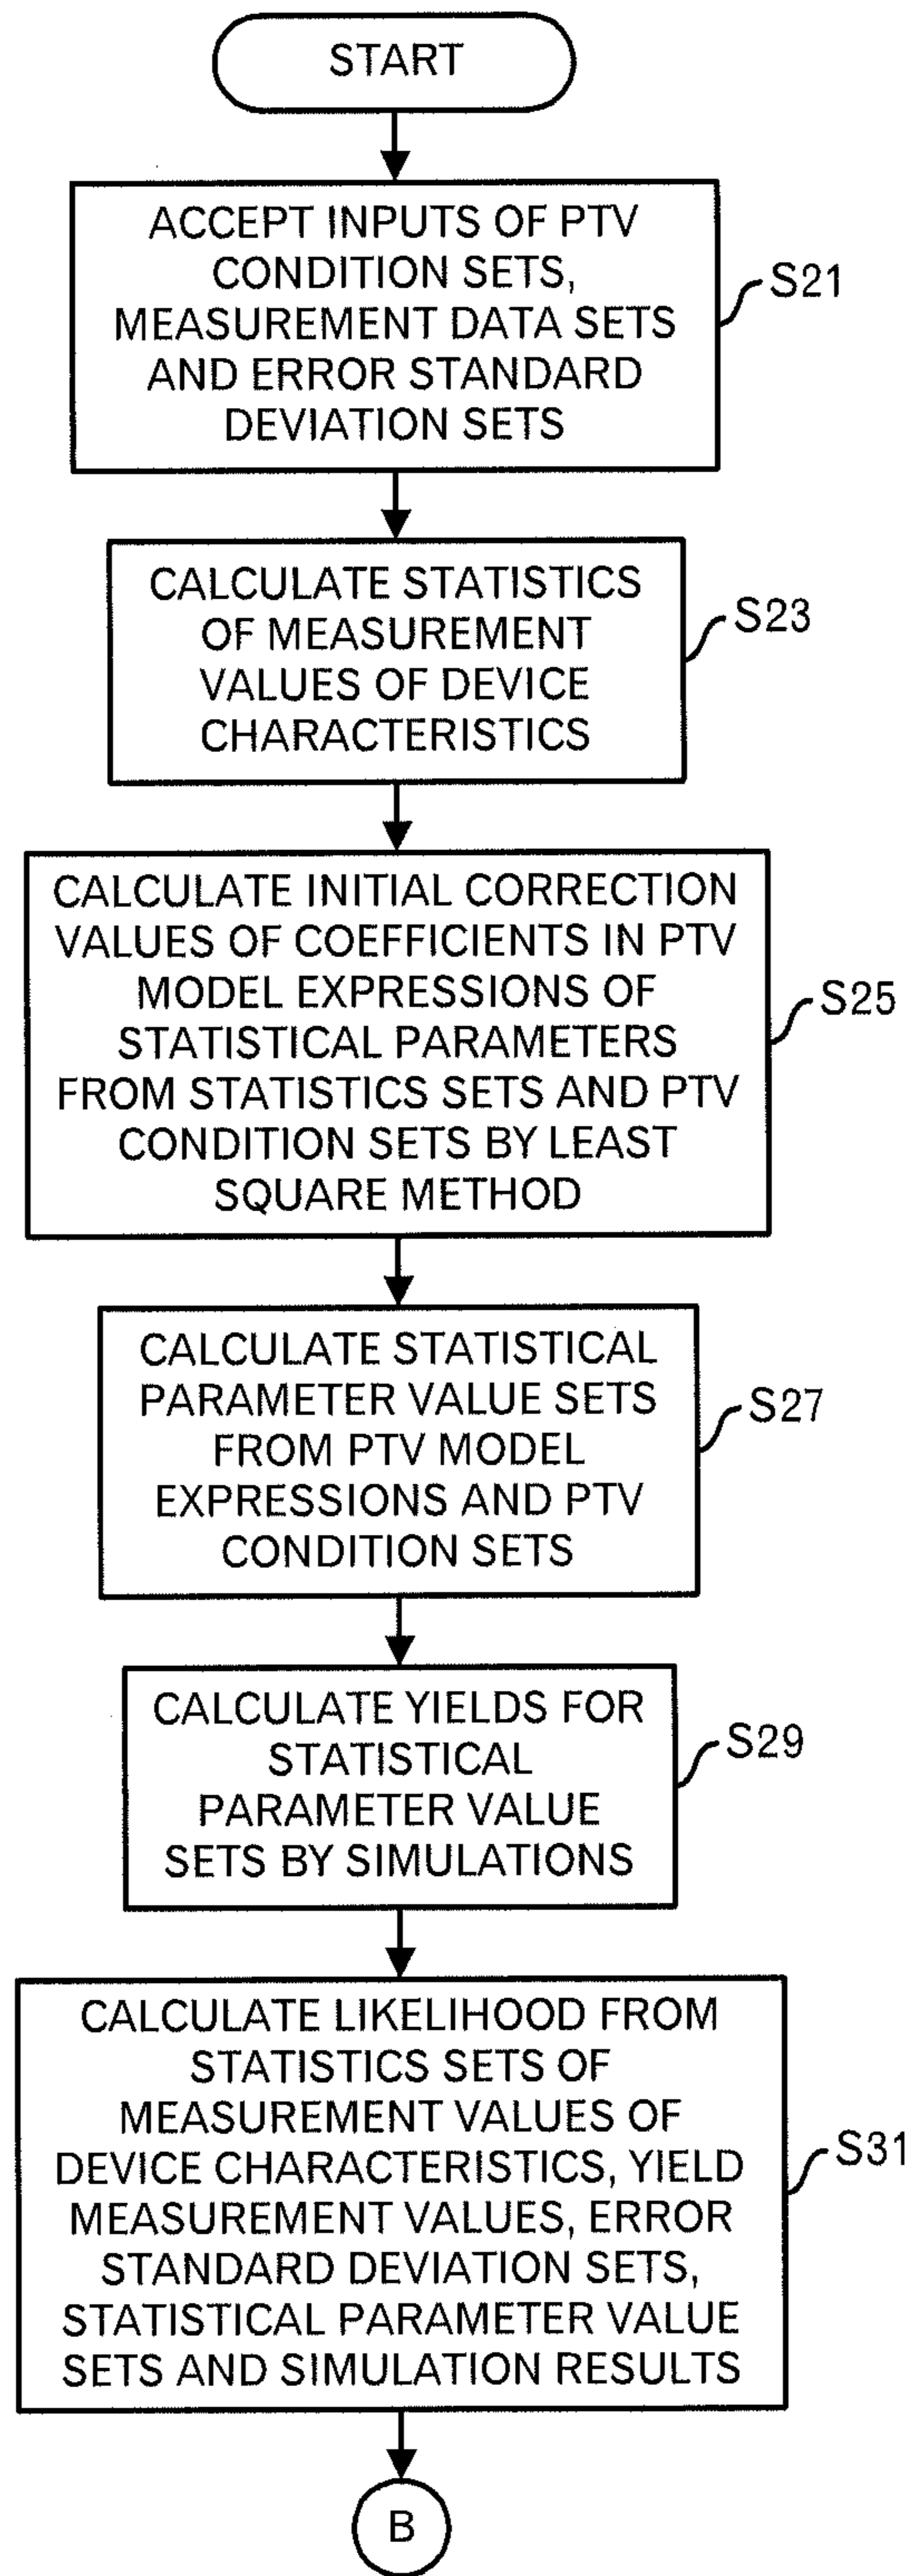 START
ACCEPT INPUTS OF PTV
CONDITION SETS,
MEASUREMENT DATA SETS
AND ERROR STANDARD
DEVIATION SETS
S21
CALCULATE STATISTICS
OF MEASUREMENT
VALUES OF DEVICE
CHARACTERISTICS
S23
CALCULATE INITIAL CORRECTION
VALUES OF COEFFICIENTS IN PTV
MODEL EXPRESSIONS OF
STATISTICAL PARAMETERS
FROM STATISTICS SETS AND PTV
CONDITION SETS BY LEAST
SQUARE METHOD
S25
CALCULATE STATISTICAL
PARAMETER VALUE SETS
FROM PTV MODEL
EXPRESSIONS AND PTV
CONDITION SETS
S27
CALCULATE YIELDS FOR
STATISTICAL
PARAMETER VALUE
SETS BY SIMULATIONS
S29
CALCULATE LIKELIHOOD FROM
STATISTICS SETS OF
MEASUREMENT VALUES OF
DEVICE CHARACTERISTICS, YIELD
MEASUREMENT VALUES, ERROR
STANDARD DEVIATION SETS,
STATISTICAL PARAMETER VALUE
SETS AND SIMULATION RESULTS
S31
B